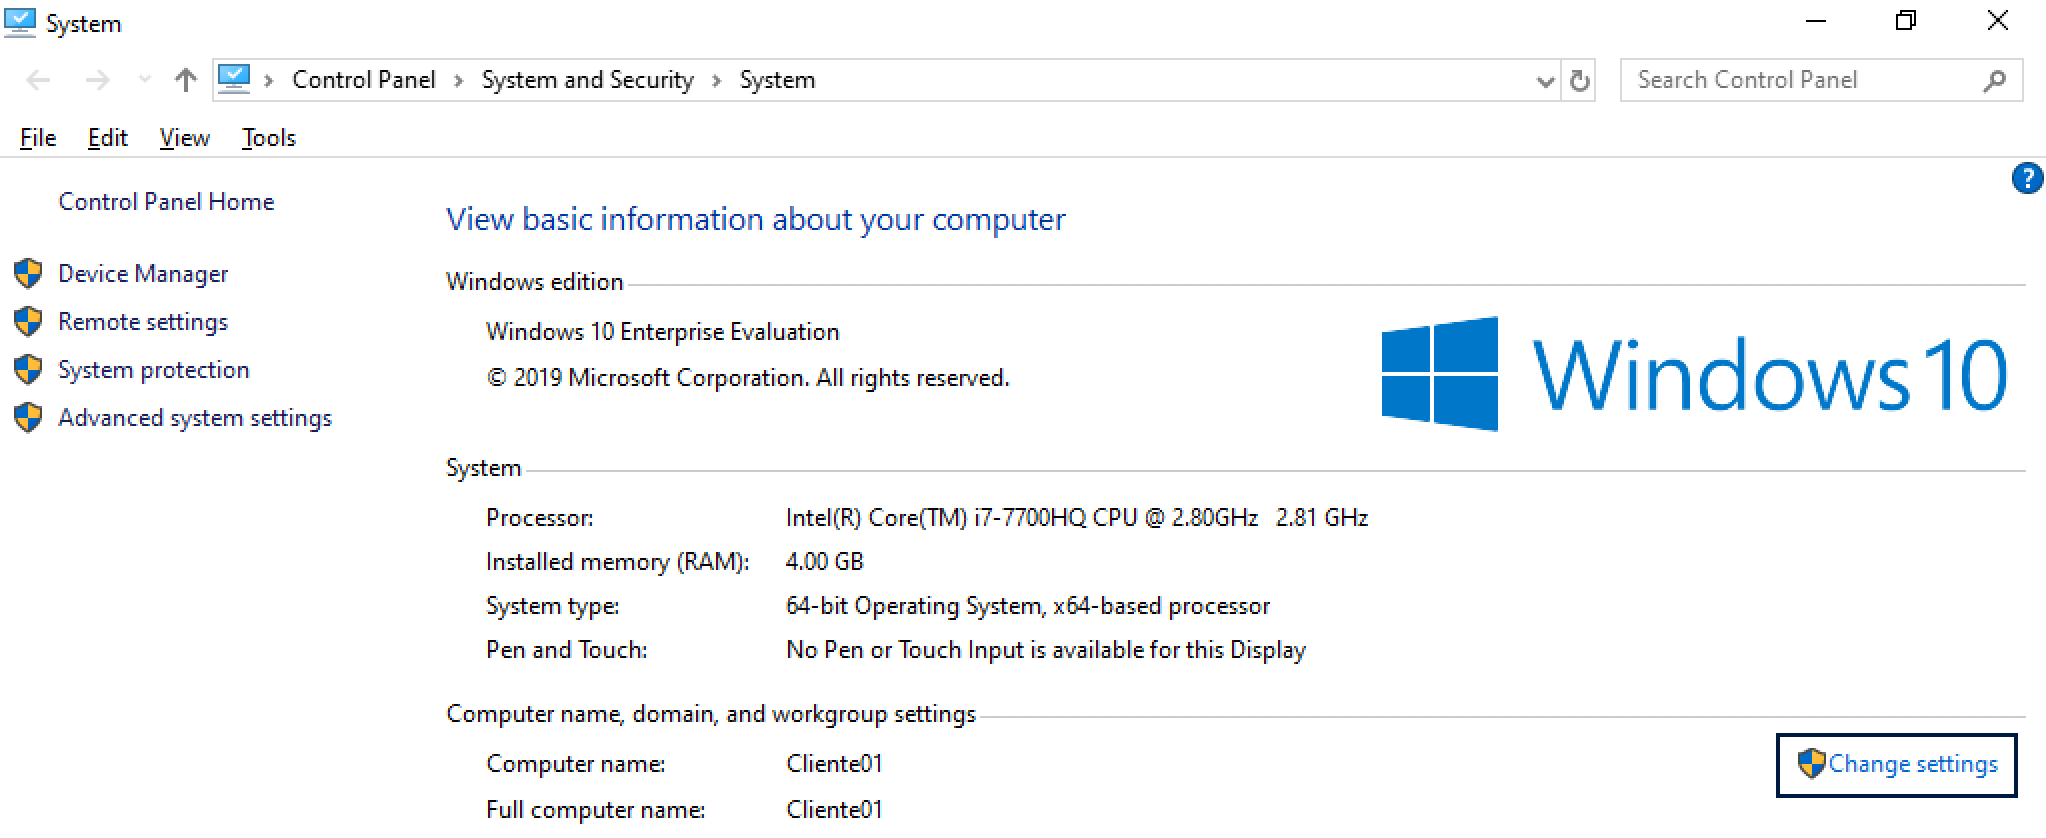 System
Control Panel > System and Security > System
Search Control Panel
File Edit View Tools
?
Control Panel Home
Device Manager
Remote settings
System protection
Advanced system settings
View basic information about your computer
Windows edition
Windows 10 Enterprise Evaluation
© 2019 Microsoft Corporation. All rights reserved.
Windows 10
System
Processor: Intel(R) Core(TM) i7-7700HQ CPU @ 2.80GHz 2.81 GHz
Installed memory (RAM): 4.00 GB
System type: 64-bit Operating System, x64-based processor
Pen and Touch: No Pen or Touch Input is available for this Display
Computer name, domain, and workgroup settings
Computer name: Cliente01
Change settings
Full computer name: Cliente01